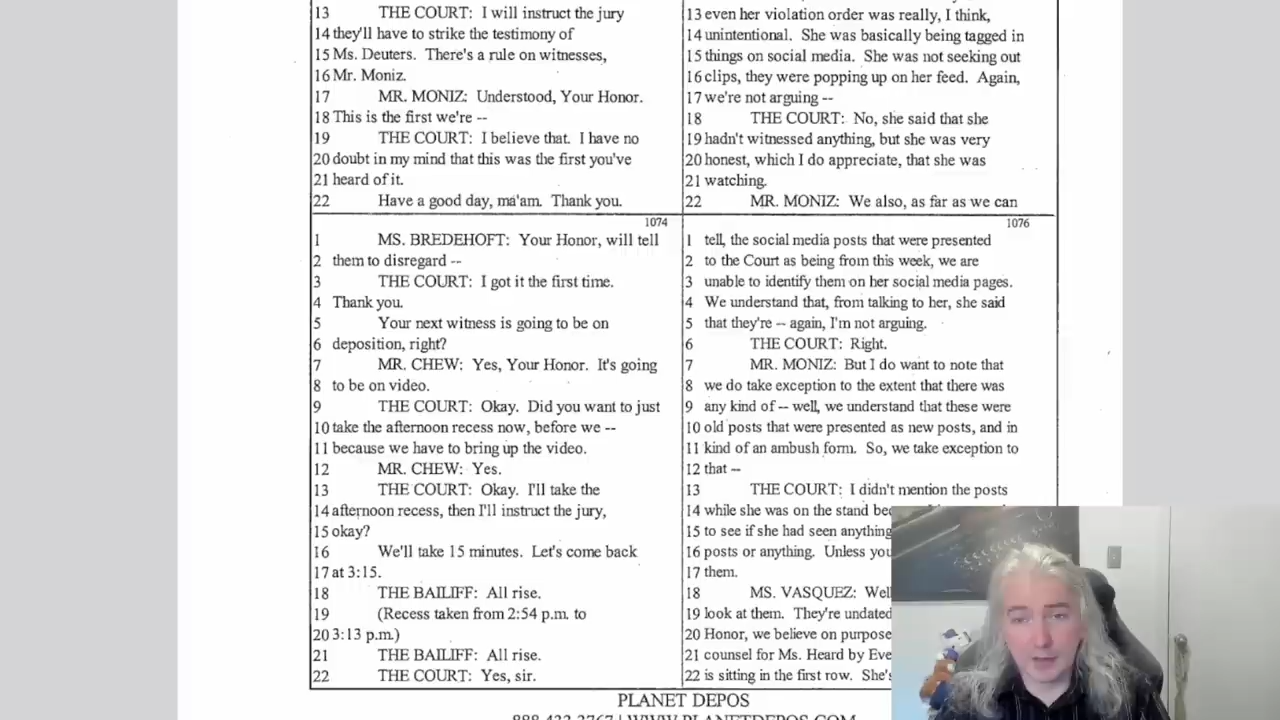 13 THE COURT: I will instruct the jury
14 they'll have to strike the testimony of
15 Ms. Deuters. There's a rule on witnesses,
16 Mr. Moniz.
17 MR. MONIZ: Understood, Your Honor.
18 This is the first we're --
19 THE COURT: I believe that. I have no
20 doubt in my mind that this was the first you've
21 heard of it.
22 Have a good day, ma'am. Thank you.
1074
1 MS. BREDEHOFT: Your Honor, will tell
2 them to disregard --
3 THE COURT: I got it the first time.
4 Thank you.
5 Your next witness is going to be on
6 deposition, right?
7 MR. CHEW: Yes, Your Honor. It's going
8 to be on video.
9 THE COURT: Okay. Did you want to just
10 take the afternoon recess now, before we --
11 because we have to bring up the video.
12 MR. CHEW: Yes.
13 THE COURT: Okay. I'll take the
14 afternoon recess, then I'll instruct the jury,
15 okay?
16 We'll take 15 minutes. Let's come back
17 at 3:15.
18 THE BAILIFF: All rise.
19 (Recess taken from 2:54 p.m. to
20 3:13 p.m.)
21 THE BAILIFF: All rise.
22 THE COURT: Yes, sir.
13 even her violation order was really, I think,
14 unintentional. She was basically being tagged in
15 things on social media. She was not seeking out
16 clips, they were popping up on her feed. Again,
17 we're not arguing --
18 THE COURT: No, she said that she
19 hadn't witnessed anything, but she was very
20 honest, which I do appreciate, that she was
21 watching.
22 MR. MONIZ: We also, as far as we can
1076
1 tell, the social media posts that were presented
2 to the Court as being from this week, we are
3 unable to identify them on her social media pages.
4 We understand that, from talking to her, she said
5 that they're -- again, I'm not arguing.
6 THE COURT: Right.
7 MR. MONIZ: But I do want to note that
8 we do take exception to the extent that there was
9 any kind of -- well, we understand that these were
10 old posts that were presented as new posts, and in
11 kind of an ambush form. So, we take exception to
12 that --
13 THE COURT: I didn't mention the posts
14 while she was on the stand
15 to see if she had seen anything
16 posts or anything. Unless
17 them.
18 MS. VASQUEZ:
19 look at them. They're undated
20 Honor, we believe on purpose
21 counsel for Ms. Heard by
22 is sitting in the first row.
PLANET DEPOS
888.433.3767 | WWW.PLANETDEPOS.COM